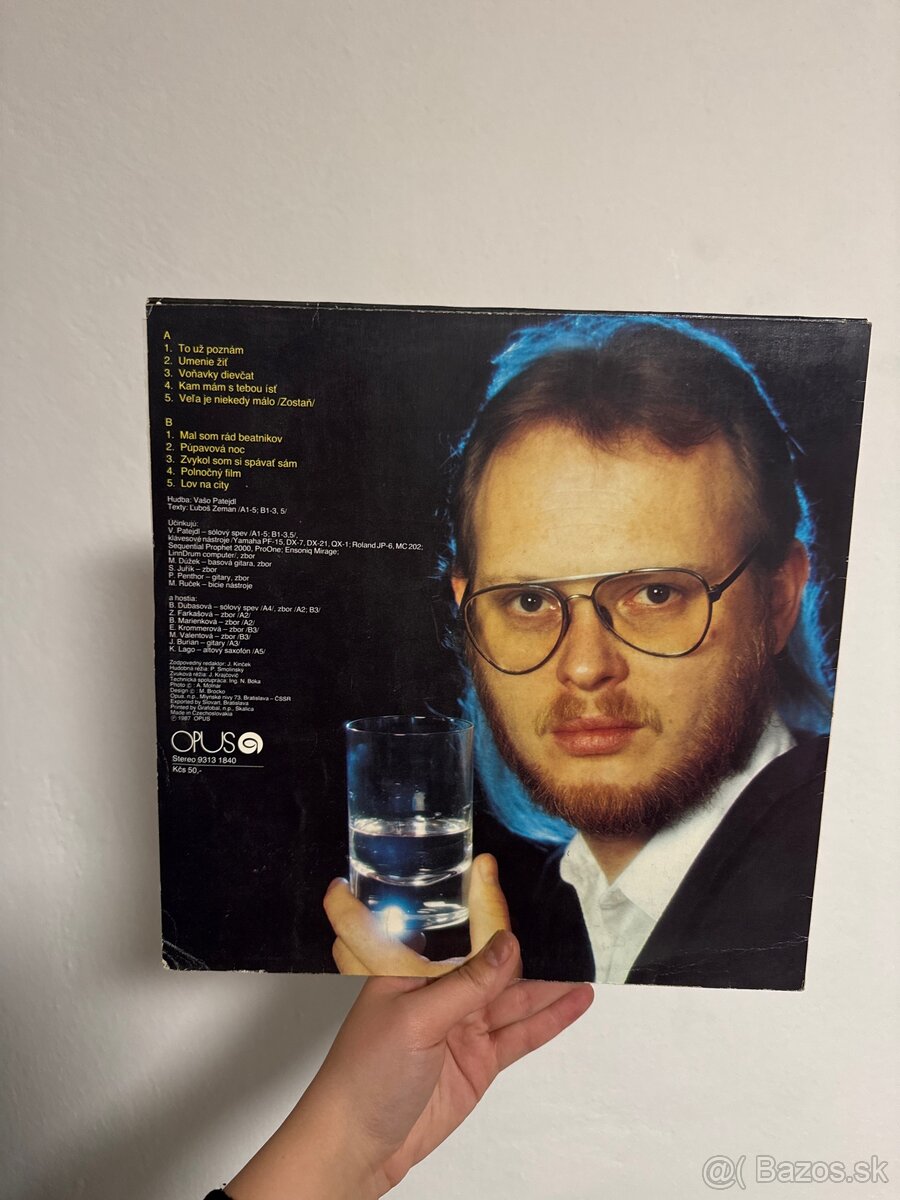 A
1. To už poznám
2. Umenie žiť
3. Voňavky dievčat
4. Kam mám s tebou ísť
5. Veľa je niekedy málo /Zostaň/
B
1. Mal som rád beatnikov
2. Púpavová noc
3. Zvykol som si spávať sám
4. Polnočný film
5. Lov na city
Hudba: Vašo Patejdl
Texty: Ľuboš Zeman /A1-5; B1-3, 5/
Účinkujú:
V. Patejdl – sólový spev /A1-5; B1-3,5/,
klávesové nástroje /Yamaha PF-15, DX-7, DX-21, QX-1; Roland JP-6, MC 202;
Sequential Prophet 2000, ProOne; Ensoniq Mirage;
LinnDrum computer/, zbor
M. Dúžek – basová gitara, zbor
S. Juřík – zbor
P. Penthor – gitary, zbor
M. Ruček – bicie nástroje
a hostia:
B. Dubasová – sólový spev /A4/, zbor /A2; B3/
Z. Farkašová – zbor /A2/
B. Marienková – zbor /A2/
E. Krommerová – zbor /B3/
M. Valentová – zbor /B3/
J. Burian – gitary /A3/
K. Lago – altový saxofón /A5/
Zodpovedný redaktor: J. Kinček
Hudobná réžia: P. Smolinský
Zvuková réžia: J. Krajčovič
Technická spolupráca: Ing. N. Bóka
Photo © : A. Molnár
Design © : M. Brocko
Opus, n.p., Mlynské nivy 73, Bratislava – ČSSR
Exported by Slovart, Bratislava
Printed by Grafobal, n.p., Skalica
Made in Czechoslovakia
℗ 1987 OPUS
OPUS
Stereo 9313 1840
Kčs 50,-
@( Bazos.sk